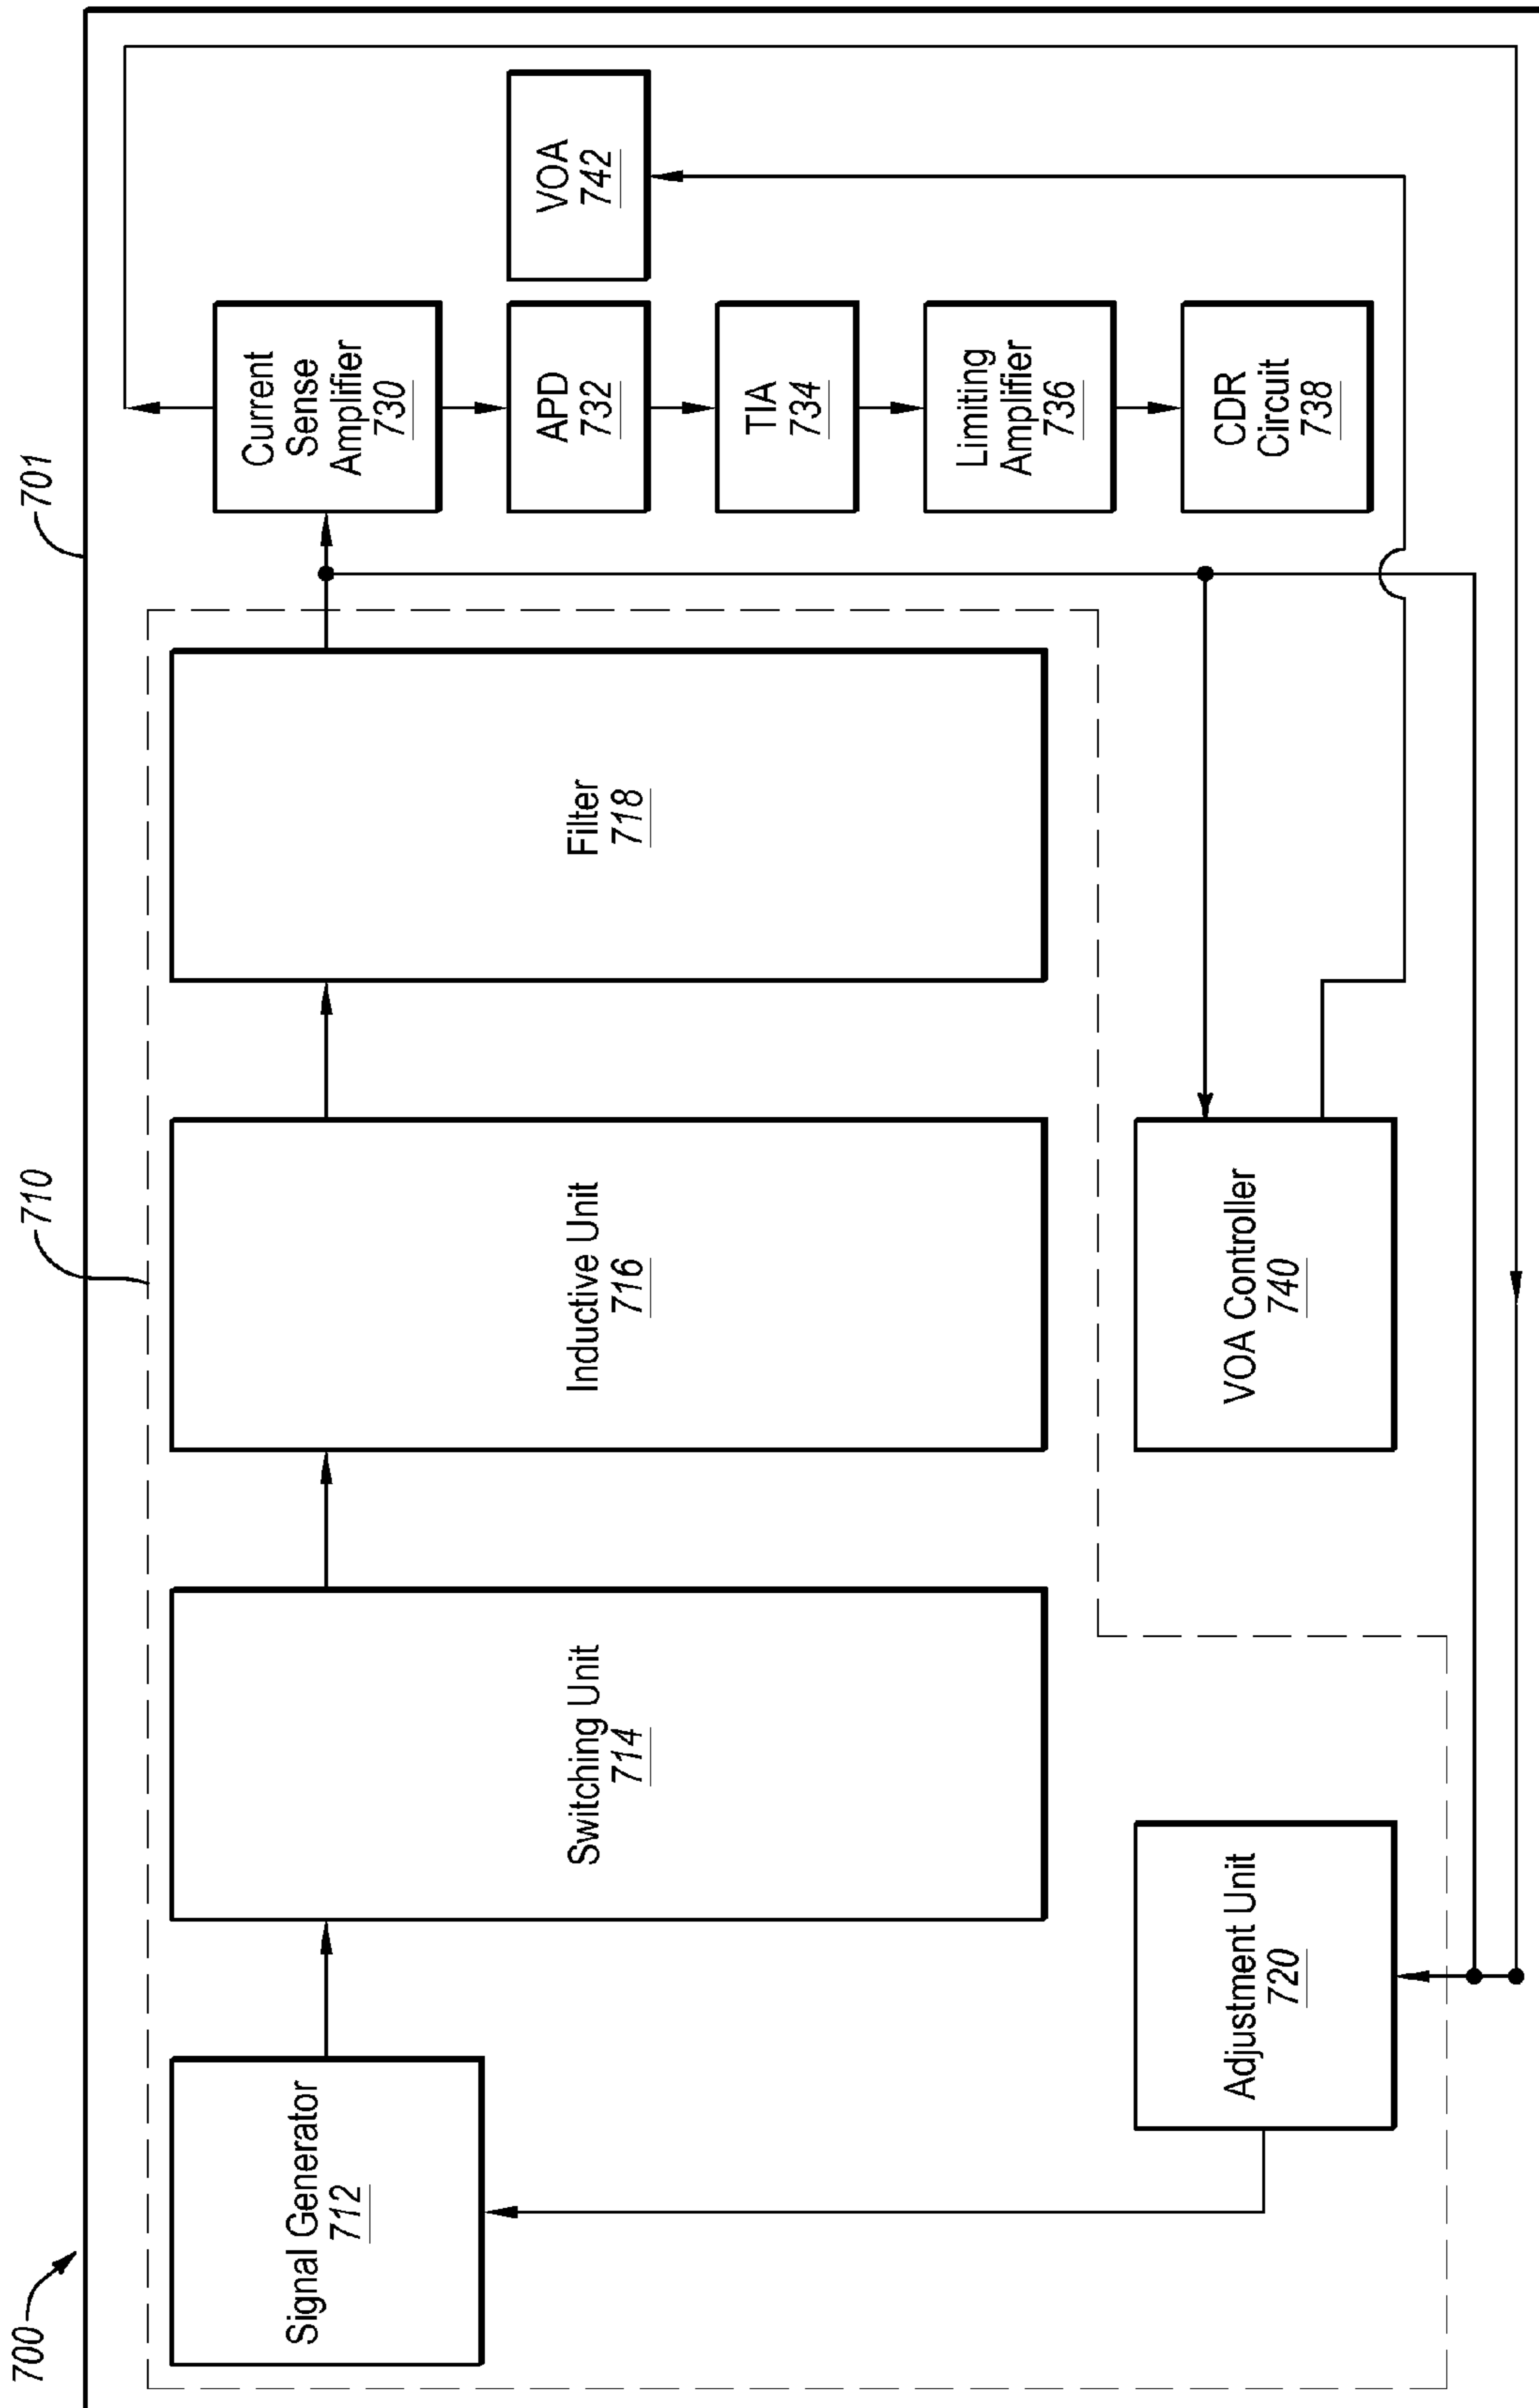 700
710
701
Signal Generator
712
Switching Unit
714
Inductive Unit
716
Filter
718
Current
Sense
Amplifier
730
APD
732
VOA
742
TIA
734
Limiting
Amplifier
736
CDR
Circuit
738
Adjustment Unit
720
VOA Controller
740